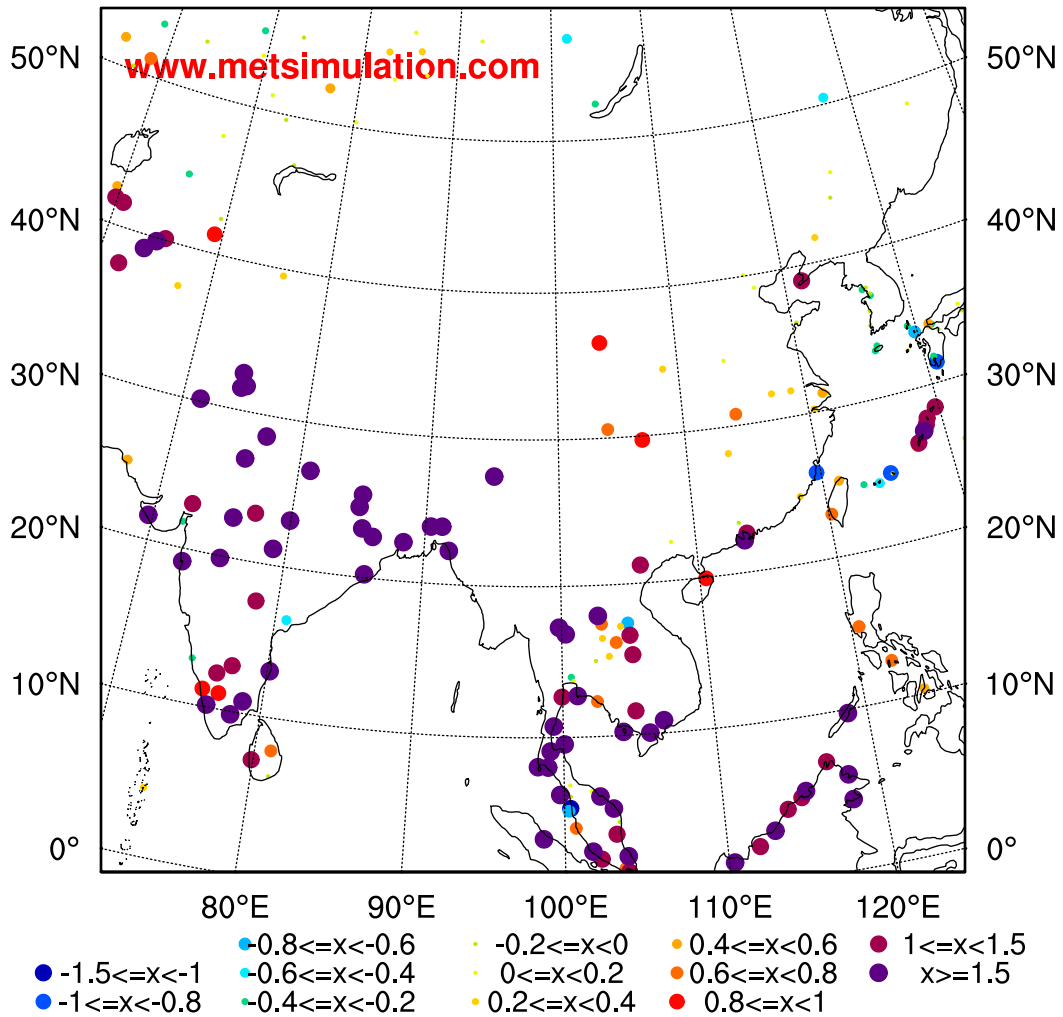 www.metsimulation.com
50°N 50°N
40°N 40°N
30°N 30°N
20°N 20°N
10°N 10°N
0° 0°
80°E 90°E 100°E 110°E 120°E
-0.8<=x<-0.6 -0.2<=x<0 0.4<=x<0.6 1<=x<1.5
-1.5<=x<-1 -0.6<=x<-0.4 0<=x<0.2 0.6<=x<0.8 x>=1.5
-1<=x<-0.8 -0.4<=x<-0.2 0.2<=x<0.4 0.8<=x<1